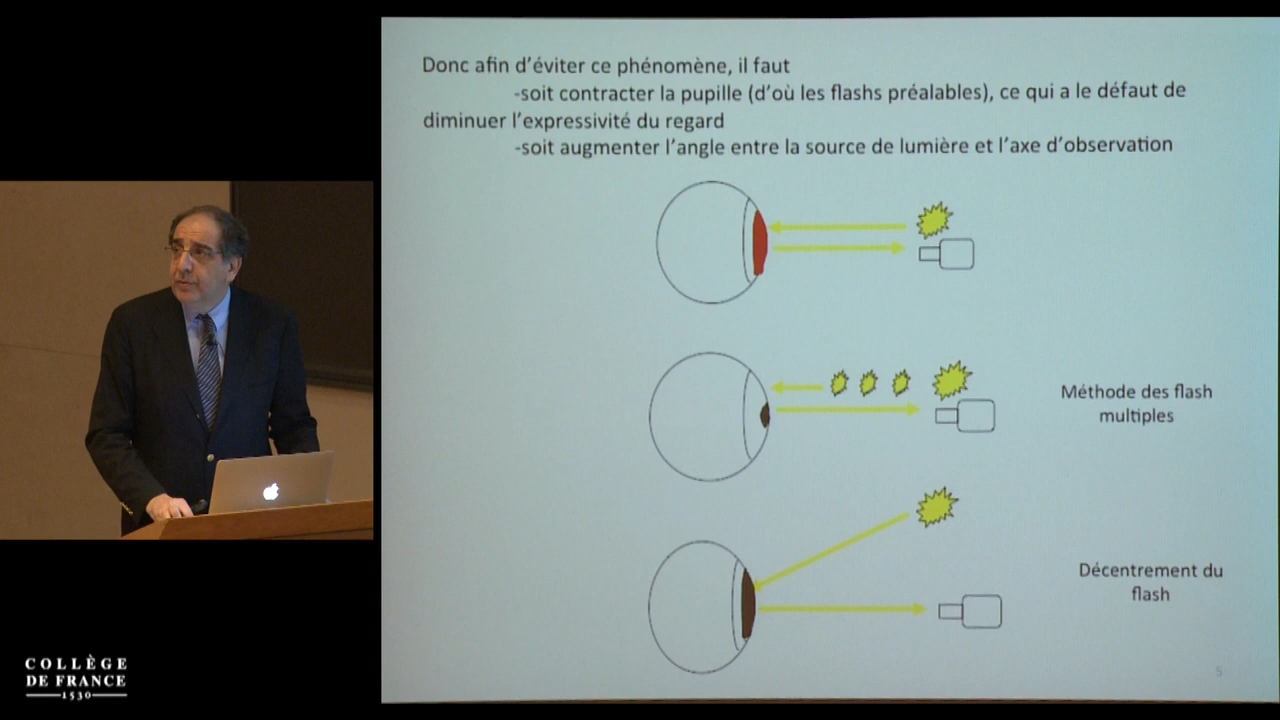 Donc afin d'éviter ce phénomène, il faut
-soit contracter la pupille (d'où les flashs préalables), ce qui a le défaut de
diminuer l'expressivité du regard
-soit augmenter l'angle entre la source de lumière et l'axe d'observation
Méthode des flash
multiples
Décentrement du
flash
5
COLLÈGE
DE FRANCE
1530